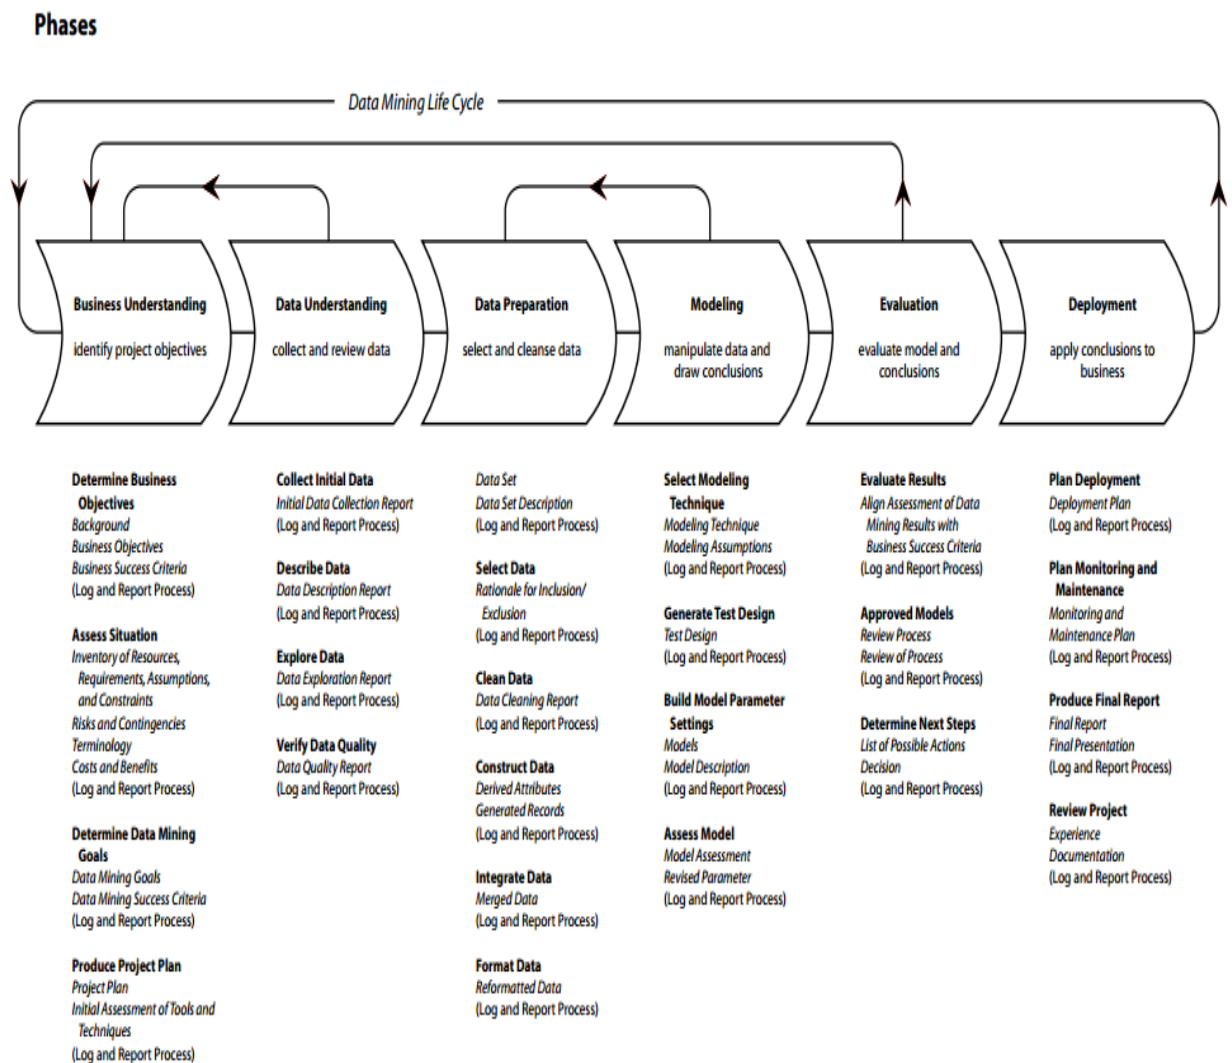 Phases
Data Mining Life Cycle
Business Understanding
identify project objectives
Data Understanding
collect and review data
Data Preparation
select and cleanse data
Modeling
manipulate data and
draw conclusions
Evaluation
evaluate model and
conclusions
Deployment
apply conclusions to
business
Determine Business
Objectives
Background
Business Objectives
Business Success Criteria
(Log and Report Process)
Assess Situation
Inventory of Resources,
Requirements, Assumptions,
and Constraints
Risks and Contingencies
Terminology
Costs and Benefits
(Log and Report Process)
Determine Data Mining
Goals
Data Mining Goals
Data Mining Success Criteria
(Log and Report Process)
Produce Project Plan
Project Plan
Initial Assessment of Tools and
Techniques
(Log and Report Process)
Collect Initial Data
Initial Data Collection Report
(Log and Report Process)
Describe Data
Data Description Report
(Log and Report Process)
Explore Data
Data Exploration Report
(Log and Report Process)
Verify Data Quality
Data Quality Report
(Log and Report Process)
Data Set
Data Set Description
(Log and Report Process)
Select Data
Rationale for Inclusion/
Exclusion
(Log and Report Process)
Clean Data
Data Cleaning Report
(Log and Report Process)
Construct Data
Derived Attributes
Generated Records
(Log and Report Process)
Integrate Data
Merged Data
(Log and Report Process)
Format Data
Reformatted Data
(Log and Report Process)
Select Modeling
Technique
Modeling Technique
Modeling Assumptions
(Log and Report Process)
Generate Test Design
Test Design
(Log and Report Process)
Build Model Parameter
Settings
Models
Model Description
(Log and Report Process)
Assess Model
Model Assessment
Revised Parameter
(Log and Report Process)
Evaluate Results
Align Assessment of Data
Mining Results with
Business Success Criteria
(Log and Report Process)
Approved Models
Review Process
Review of Process
(Log and Report Process)
Determine Next Steps
List of Possible Actions
Decision
(Log and Report Process)
Plan Deployment
Deployment Plan
(Log and Report Process)
Plan Monitoring and
Maintenance
Monitoring and
Maintenance Plan
(Log and Report Process)
Produce Final Report
Final Report
Final Presentation
(Log and Report Process)
Review Project
Experience
Documentation
(Log and Report Process)